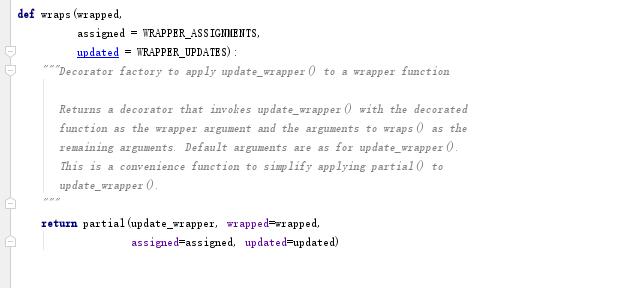 def wraps(wrapped,
          assigned = WRAPPER_ASSIGNMENTS,
          updated = WRAPPER_UPDATES):
    """Decorator factory to apply update_wrapper() to a wrapper function

       Returns a decorator that invokes update_wrapper() with the decorated
       function as the wrapper argument and the arguments to wraps() as the
       remaining arguments. Default arguments are as for update_wrapper().
       This is a convenience function to simplify applying partial() to
       update_wrapper().
    """
    return partial(update_wrapper, wrapped=wrapped,
                   assigned=assigned, updated=updated)